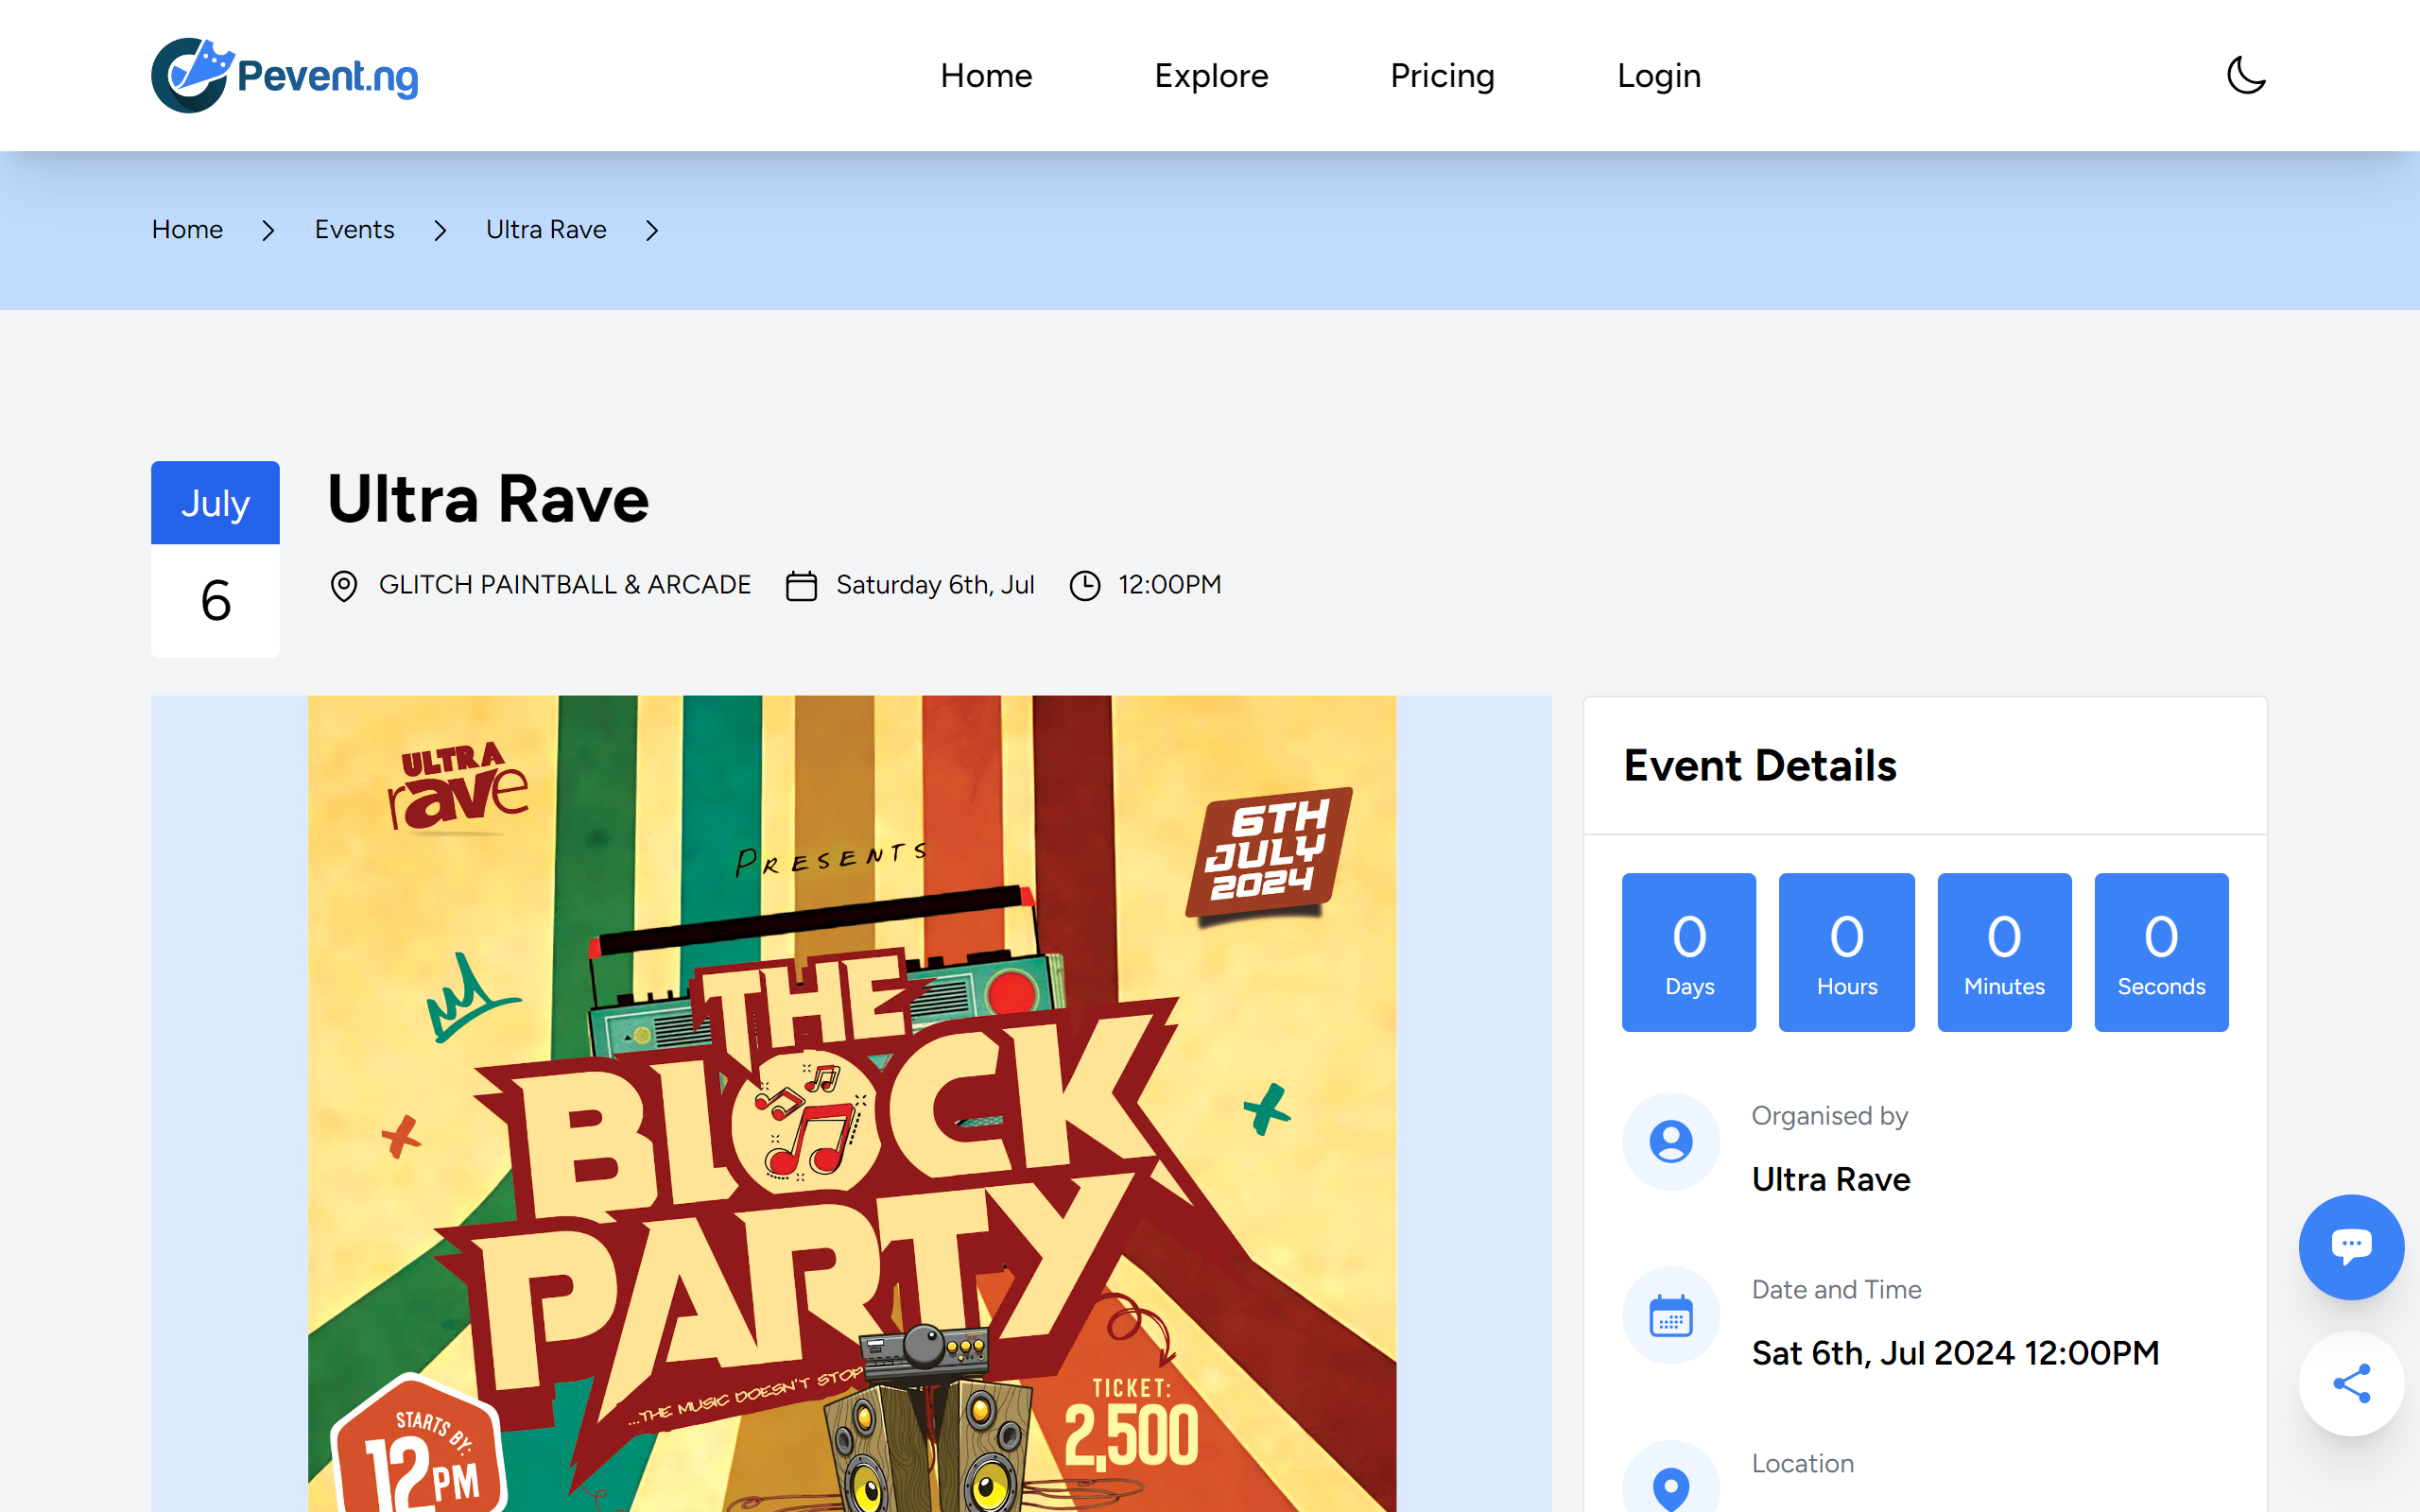 Pevent.ng
Home Explore Pricing Login
Home Events Ultra Rave
July
6
Ultra Rave
GLITCH PAINTBALL & ARCADE Saturday 6th, Jul 12:00PM
ULTRA
rave
PRESENTS
6TH
JULY
2024
THE
BLOCK
PARTY
...THE MUSIC DOESN'T STOP
STARTS BY:
12PM
TICKET:
2,500
Event Details
0 0 0 0
Days Hours Minutes Seconds
Organised by
Ultra Rave
Date and Time
Sat 6th, Jul 2024 12:00PM
Location